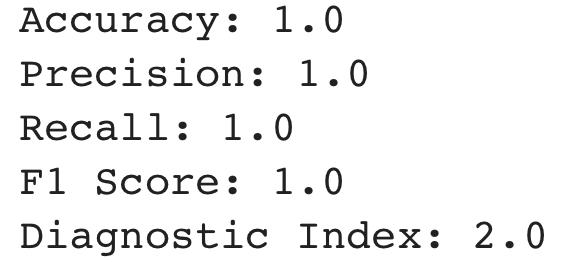 Accuracy: 1.0
Precision: 1.0
Recall: 1.0
F1 Score: 1.0
Diagnostic Index: 2.0